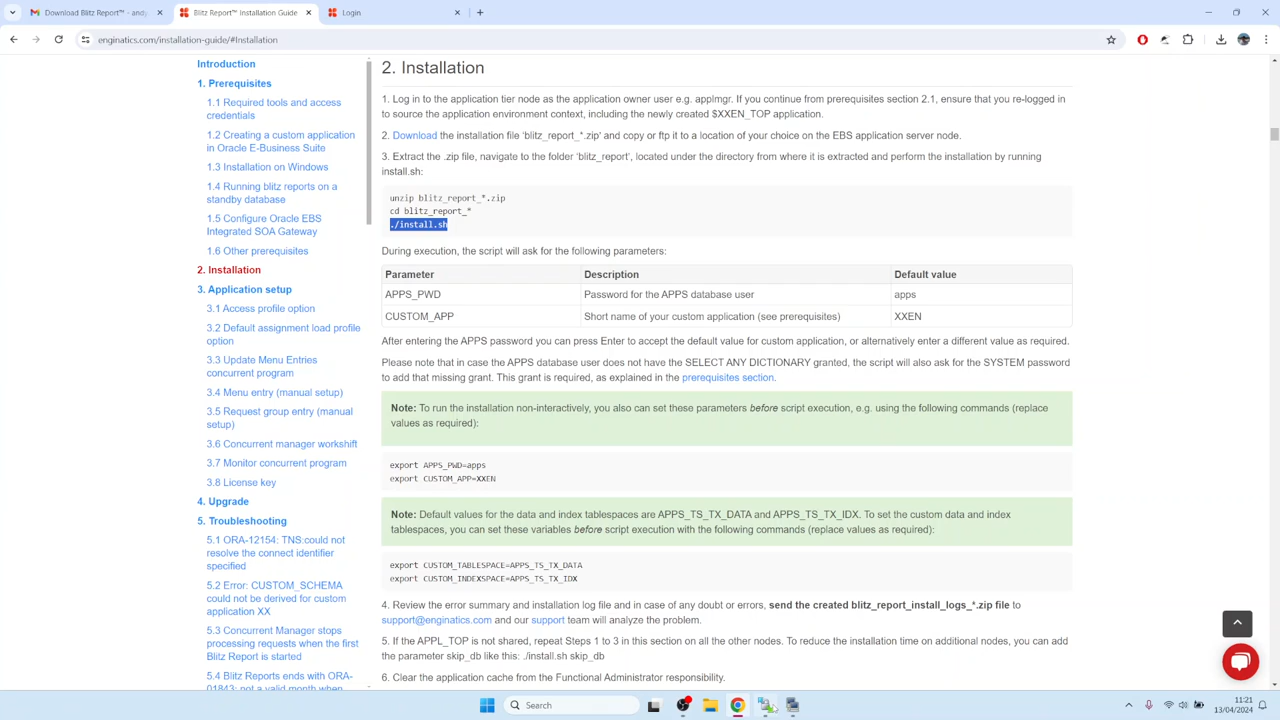 Download Blitz Report™ - andy
Blitz Report™ Installation Guide
Login
enginatics.com/installation-guide/#Installation
Introduction
1. Prerequisites
1.1 Required tools and access
credentials
1.2 Creating a custom application
in Oracle E-Business Suite
1.3 Installation on Windows
1.4 Running blitz reports on a
standby database
1.5 Configure Oracle EBS
Integrated SOA Gateway
1.6 Other prerequisites
2. Installation
3. Application setup
3.1 Access profile option
3.2 Default assignment load profile
option
3.3 Update Menu Entries
concurrent program
3.4 Menu entry (manual setup)
3.5 Request group entry (manual
setup)
3.6 Concurrent manager workshift
3.7 Monitor concurrent program
3.8 License key
4. Upgrade
5. Troubleshooting
5.1 ORA-12154: TNS:could not
resolve the connect identifier
specified
5.2 Error: CUSTOM_SCHEMA
could not be derived for custom
application XX
5.3 Concurrent Manager stops
processing requests when the first
Blitz Report is started
5.4 Blitz Reports ends with ORA-
01843: not a valid month when
2. Installation
1. Log in to the application tier node as the application owner user e.g. applmgr. If you continue from prerequisites section 2.1, ensure that you re-logged in
to source the application environment context, including the newly created $XXEN_TOP application.
2. Download the installation file 'blitz_report_*.zip' and copy or ftp it to a location of your choice on the EBS application server node.
3. Extract the .zip file, navigate to the folder 'blitz_report', located under the directory from where it is extracted and perform the installation by running
install.sh:
unzip blitz_report_*.zip
cd blitz_report_*
./install.sh
During execution, the script will ask for the following parameters:
Parameter Description Default value
APPS_PWD Password for the APPS database user apps
CUSTOM_APP Short name of your custom application (see prerequisites) XXEN
After entering the APPS password you can press Enter to accept the default value for custom application, or alternatively enter a different value as required.
Please note that in case the APPS database user does not have the SELECT ANY DICTIONARY granted, the script will also ask for the SYSTEM password
to add that missing grant. This grant is required, as explained in the prerequisites section.
Note: To run the installation non-interactively, you also can set these parameters before script execution, e.g. using the following commands (replace
values as required):
export APPS_PWD=apps
export CUSTOM_APP=XXEN
Note: Default values for the data and index tablespaces are APPS_TS_TX_DATA and APPS_TS_TX_IDX. To set the custom data and index
tablespaces, you can set these variables before script execution with the following commands (replace values as required):
export CUSTOM_TABLESPACE=APPS_TS_TX_DATA
export CUSTOM_INDEXSPACE=APPS_TS_TX_IDX
4. Review the error summary and installation log file and in case of any doubt or errors, send the created blitz_report_install_logs_*.zip file to
support@enginatics.com and our support team will analyze the problem.
5. If the APPL_TOP is not shared, repeat Steps 1 to 3 in this section on all the other nodes. To reduce the installation time on additional nodes, you can add
the parameter skip_db like this: ./install.sh skip_db
6. Clear the application cache from the Functional Administrator responsibility.
Search
11:21
13/04/2024